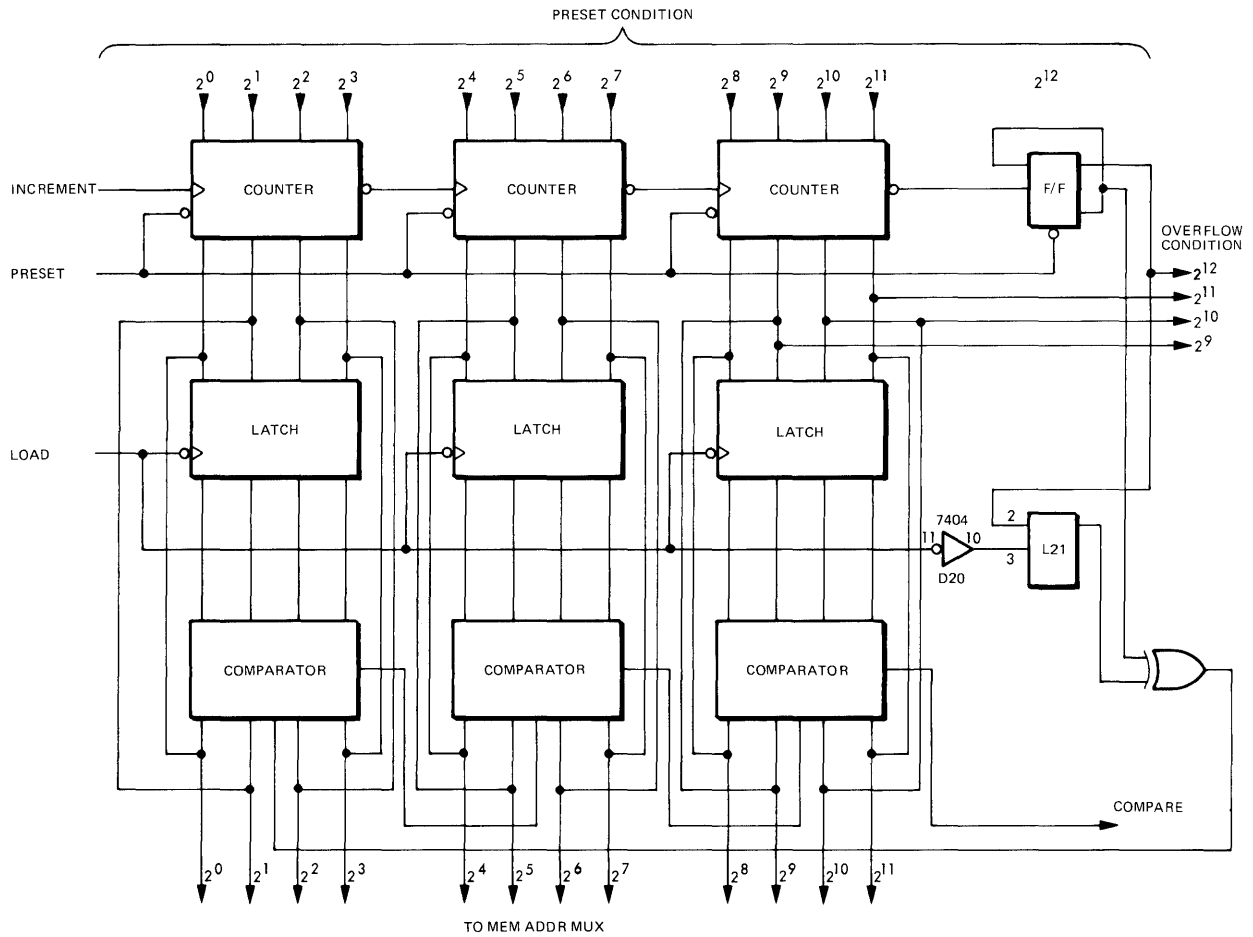 PRESET CONDITION
2^0 2^1 2^2 2^3 2^4 2^5 2^6 2^7 2^8 2^9 2^10 2^11 2^12
INCREMENT
COUNTER COUNTER COUNTER F/F
PRESET
OVERFLOW
CONDITION
2^12
2^11
2^10
2^9
LOAD
LATCH LATCH LATCH
7404
11 10
D20
2
3
L21
COMPARATOR COMPARATOR COMPARATOR
COMPARE
2^0 2^1 2^2 2^3 2^4 2^5 2^6 2^7 2^8 2^9 2^10 2^11
TO MEM ADDR MUX